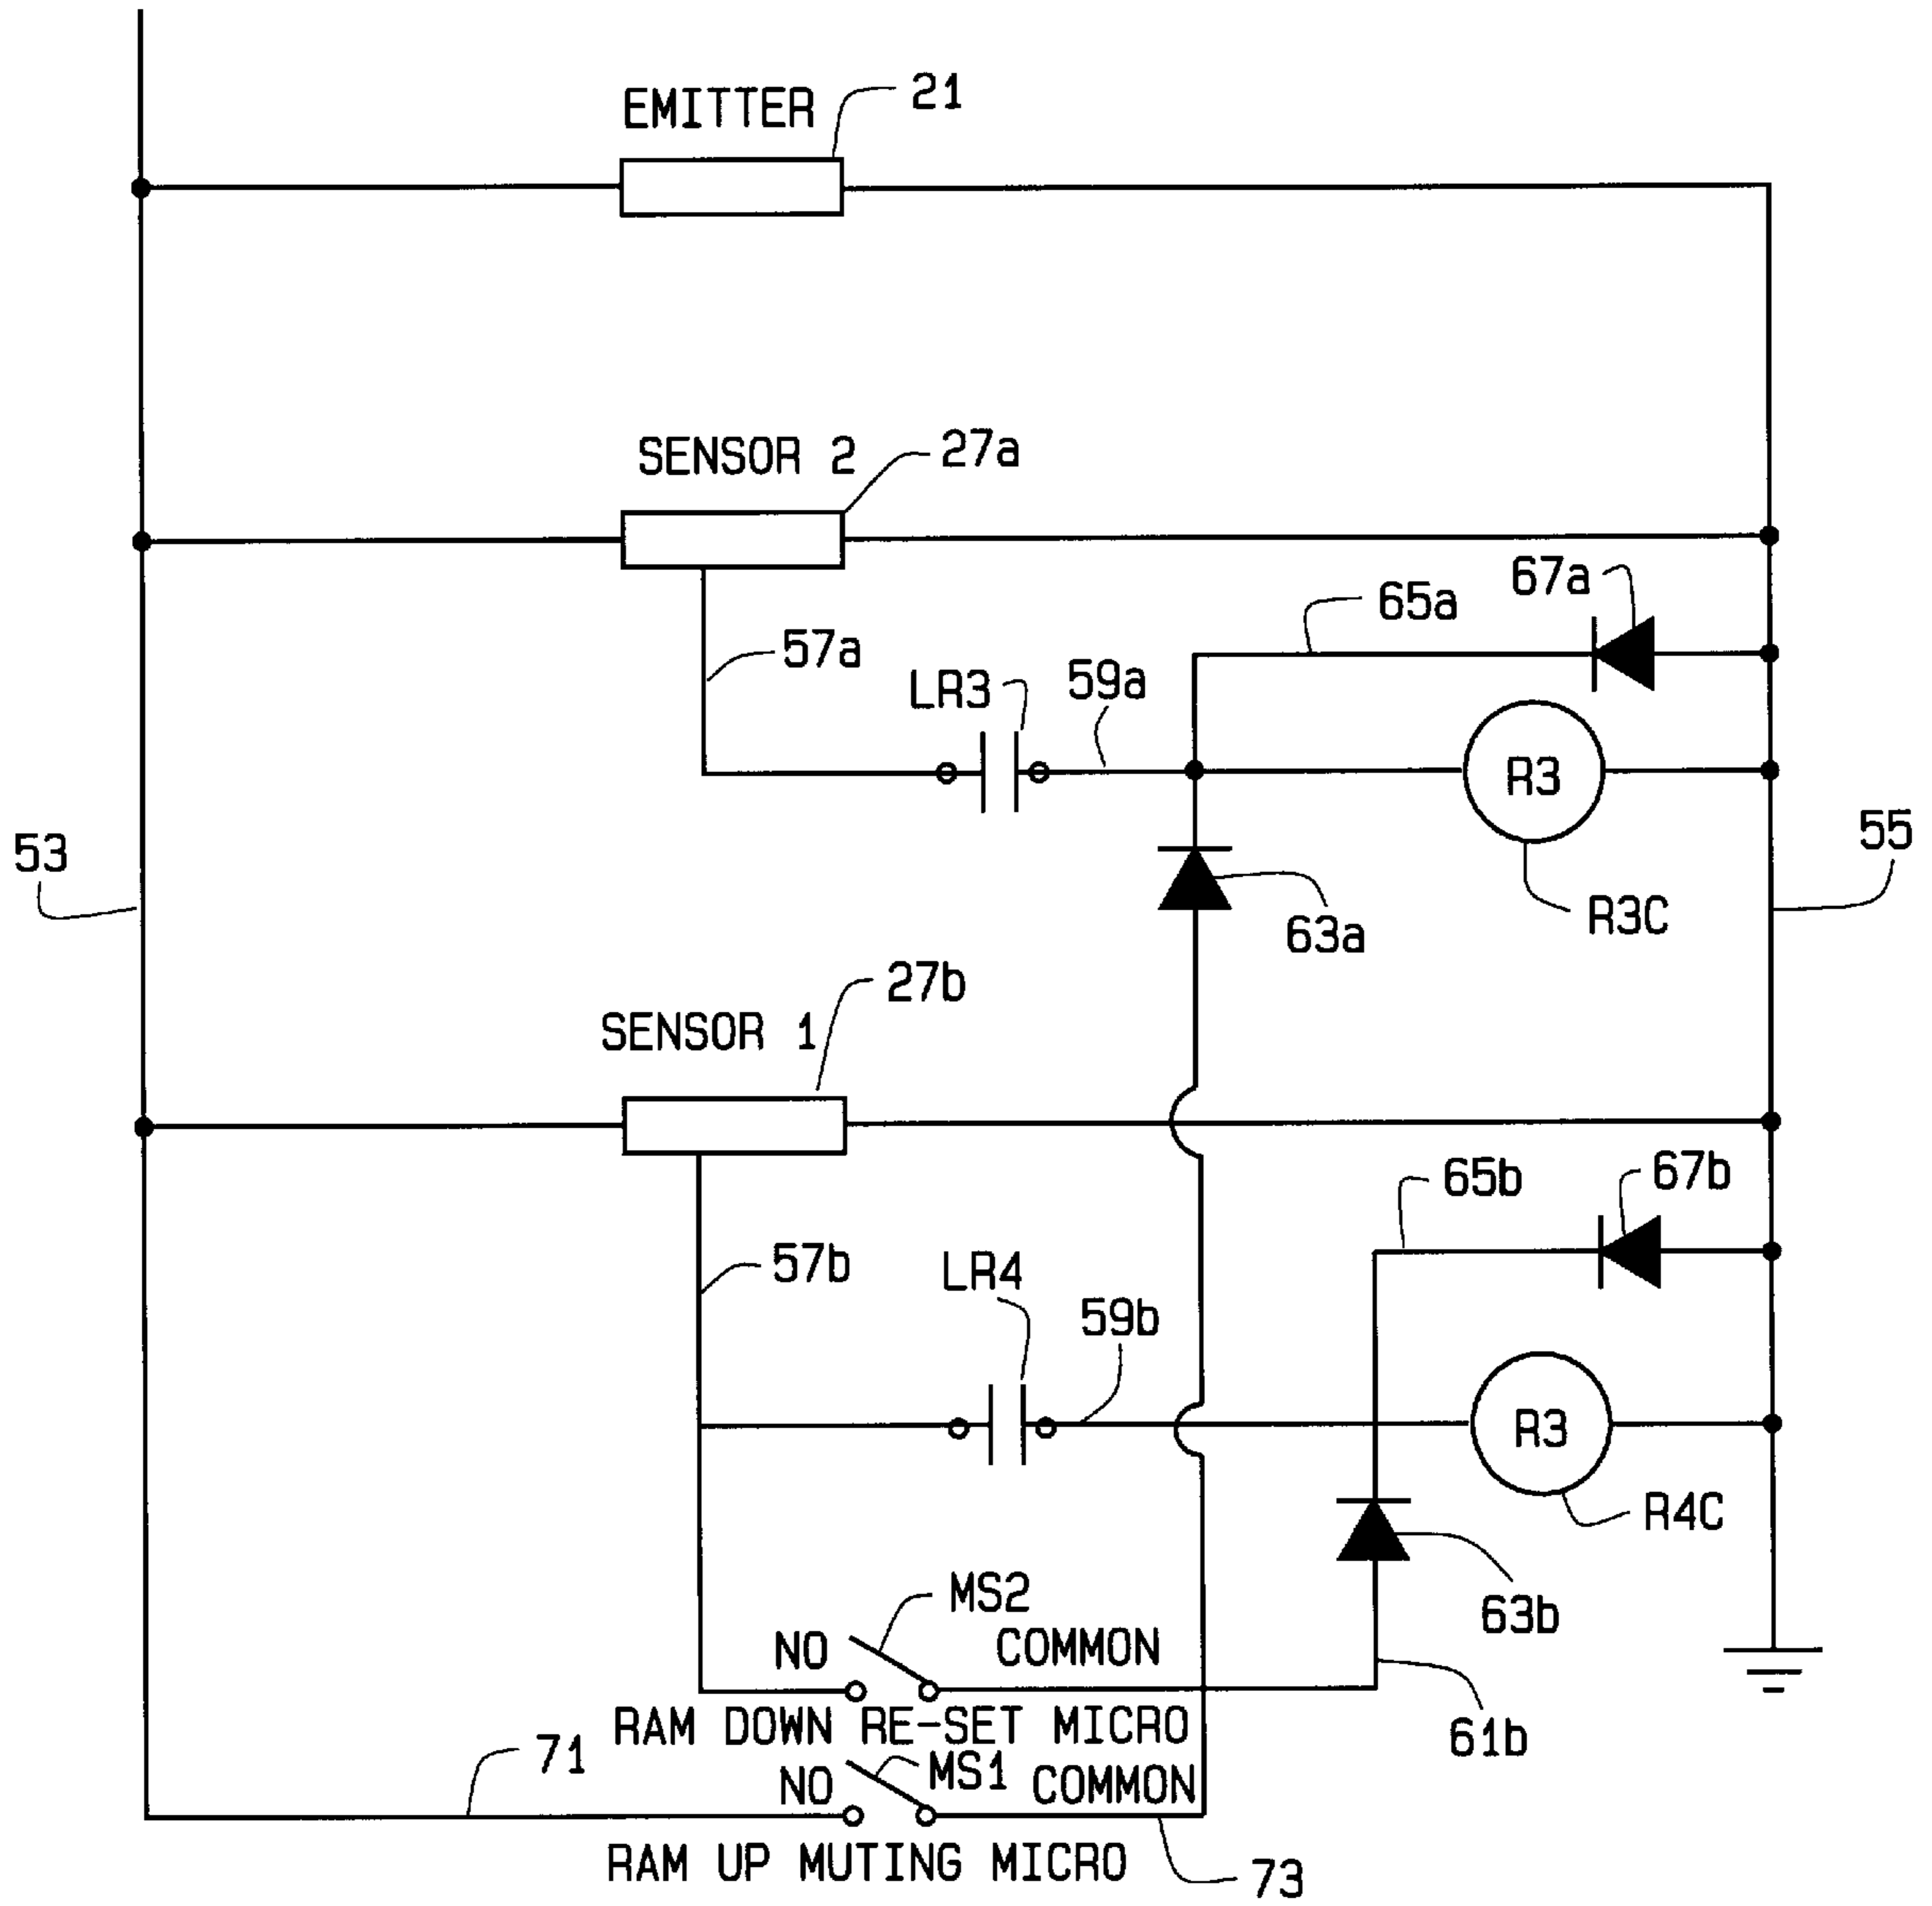 21
EMITTER
SENSOR 2
27a
67a
65a
57a
LR3
59a
R3
53
55
R3C
63a
27b
SENSOR 1
67b
65b
57b
LR4
59b
R3
R4C
MS2
NO
COMMON
63b
RAM DOWN RE-SET MICRO
61b
71
MS1
NO
COMMON
RAM UP MUTING MICRO
73